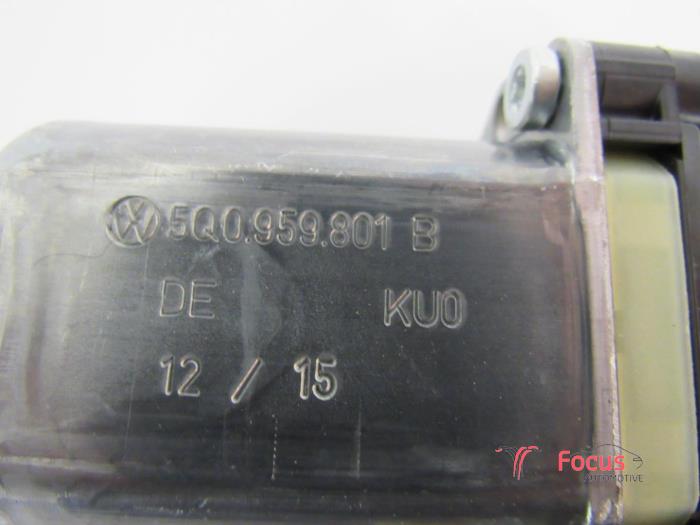 5Q0.959.801 B
DE KU0
12 / 15
Focus
AUTOMOTIVE